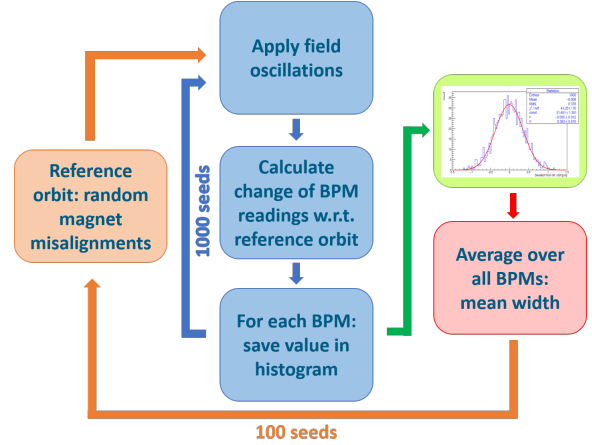 Apply field
oscillations
Reference
orbit: random
magnet
misalignments
1000 seeds
Calculate
change of BPM
readings w.r.t.
reference orbit
For each BPM:
save value in
histogram
Average over
all BPMs:
mean width
100 seeds